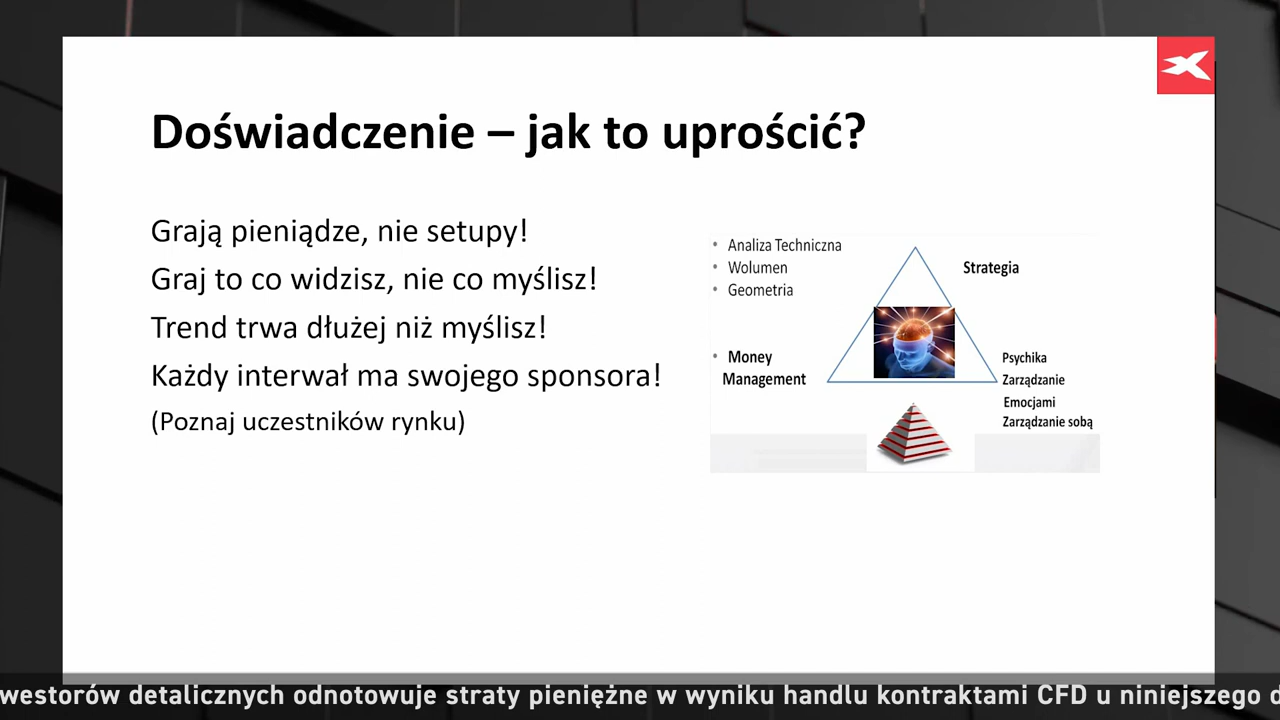 Doświadczenie – jak to uprościć?
Grają pieniądze, nie setupy!
Graj to co widzisz, nie co myślisz!
Trend trwa dłużej niż myślisz!
Każdy interwał ma swojego sponsora!
(Poznaj uczestników rynku)
• Analiza Techniczna
• Wolumen
• Geometria
• Money
Management
Strategia
Psychika
Zarządzanie
Emocjami
Zarządzanie sobą
westorów detalicznych odnotowuje straty pieniężne w wyniku handlu kontraktami CFD u niniejszego d